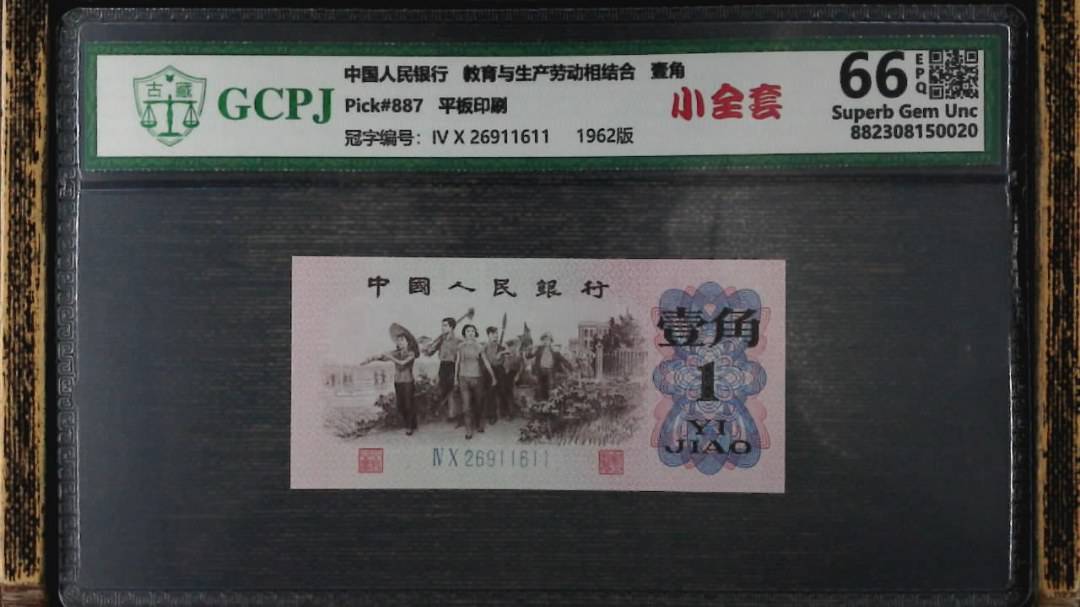 古藏
GCPJ
中国人民银行 教育与生产劳动相结合 壹角
Pick#887 平板印刷
冠字编号: IV X 26911611 1962版
小全套
66 EPQ
Superb Gem Unc
882308150020
中國人民銀行
壹角
1
YI
JIAO
IV X 26911611